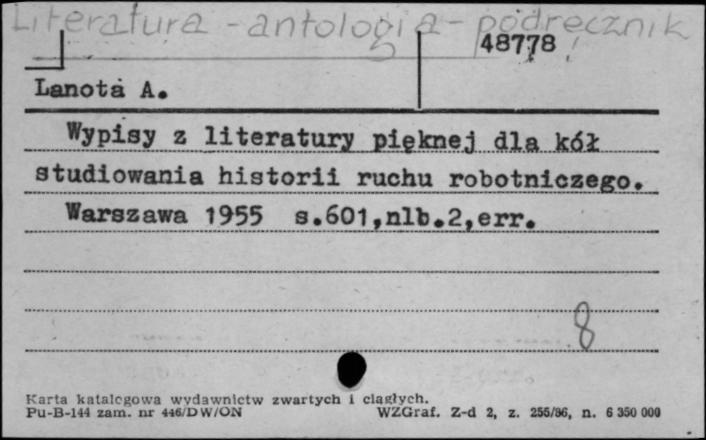 Literatura - antologia - podręcznik
48778
Lanota A.
Wypisy z literatury pięknej dla kół
studiowania historii ruchu robotniczego.
Warszawa 1955 s.601,nlb.2,err.
8
Karta katalogowa wydawnictw zwartych i ciągłych.
Pu-B-144 zam. nr 446/DW/ON WZGraf. Z-d 2, z. 255/86, n. 6 350 000